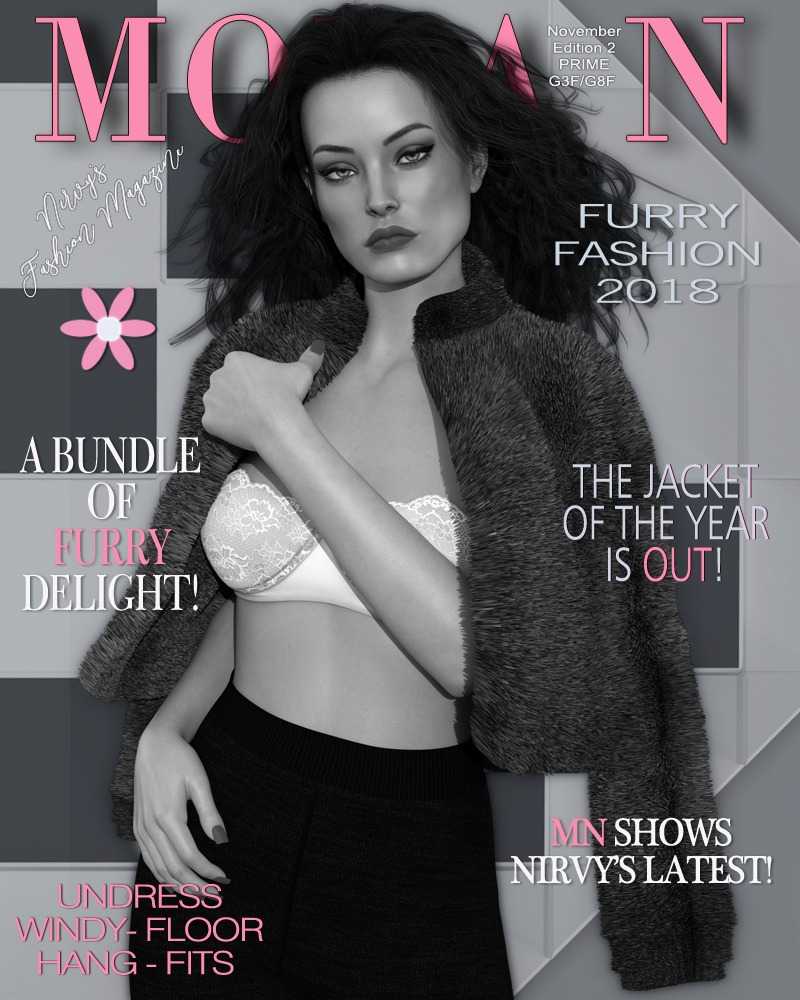 November
Edition 2
PRIME
G3F/G8F
Nirvy's
Fashion Magazine
FURRY
FASHION
2018
A BUNDLE
OF
FURRY
DELIGHT!
THE JACKET
OF THE YEAR
IS OUT!
MN SHOWS
NIRVY'S LATEST!
UNDRESS
WINDY- FLOOR
HANG - FITS